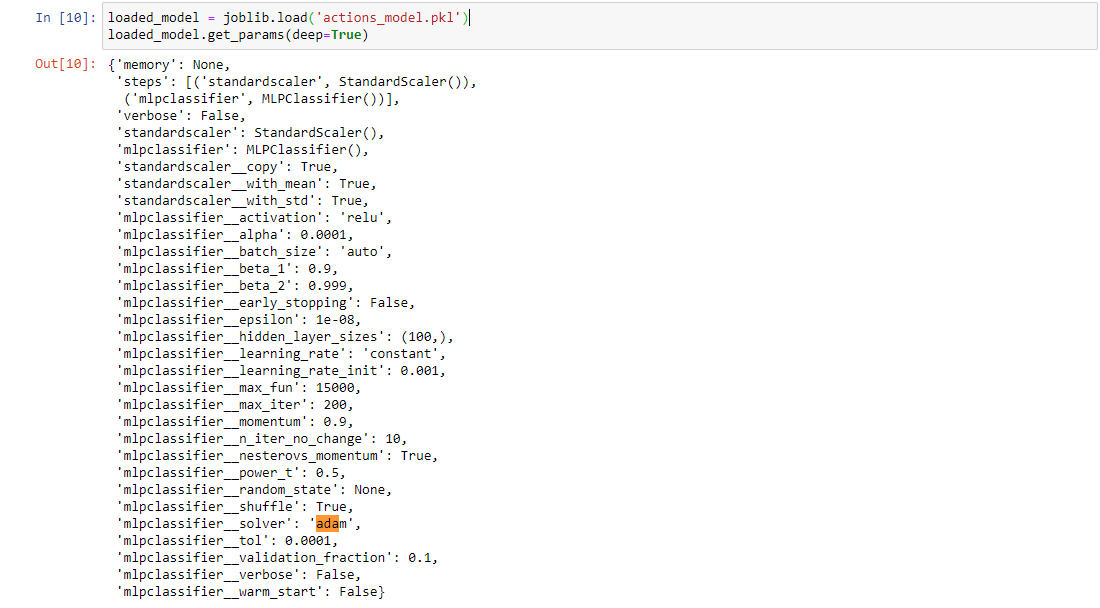 In [10]: loaded_model = joblib.load('actions_model.pkl')
loaded_model.get_params(deep=True)
Out[10]: {'memory': None,
'steps': [('standardscaler', StandardScaler()),
('mlpclassifier', MLPClassifier())],
'verbose': False,
'standardscaler': StandardScaler(),
'mlpclassifier': MLPClassifier(),
'standardscaler__copy': True,
'standardscaler__with_mean': True,
'standardscaler__with_std': True,
'mlpclassifier__activation': 'relu',
'mlpclassifier__alpha': 0.0001,
'mlpclassifier__batch_size': 'auto',
'mlpclassifier__beta_1': 0.9,
'mlpclassifier__beta_2': 0.999,
'mlpclassifier__early_stopping': False,
'mlpclassifier__epsilon': 1e-08,
'mlpclassifier__hidden_layer_sizes': (100,),
'mlpclassifier__learning_rate': 'constant',
'mlpclassifier__learning_rate_init': 0.001,
'mlpclassifier__max_fun': 15000,
'mlpclassifier__max_iter': 200,
'mlpclassifier__momentum': 0.9,
'mlpclassifier__n_iter_no_change': 10,
'mlpclassifier__nesterovs_momentum': True,
'mlpclassifier__power_t': 0.5,
'mlpclassifier__random_state': None,
'mlpclassifier__shuffle': True,
'mlpclassifier__solver': 'adam',
'mlpclassifier__tol': 0.0001,
'mlpclassifier__validation_fraction': 0.1,
'mlpclassifier__verbose': False,
'mlpclassifier__warm_start': False}